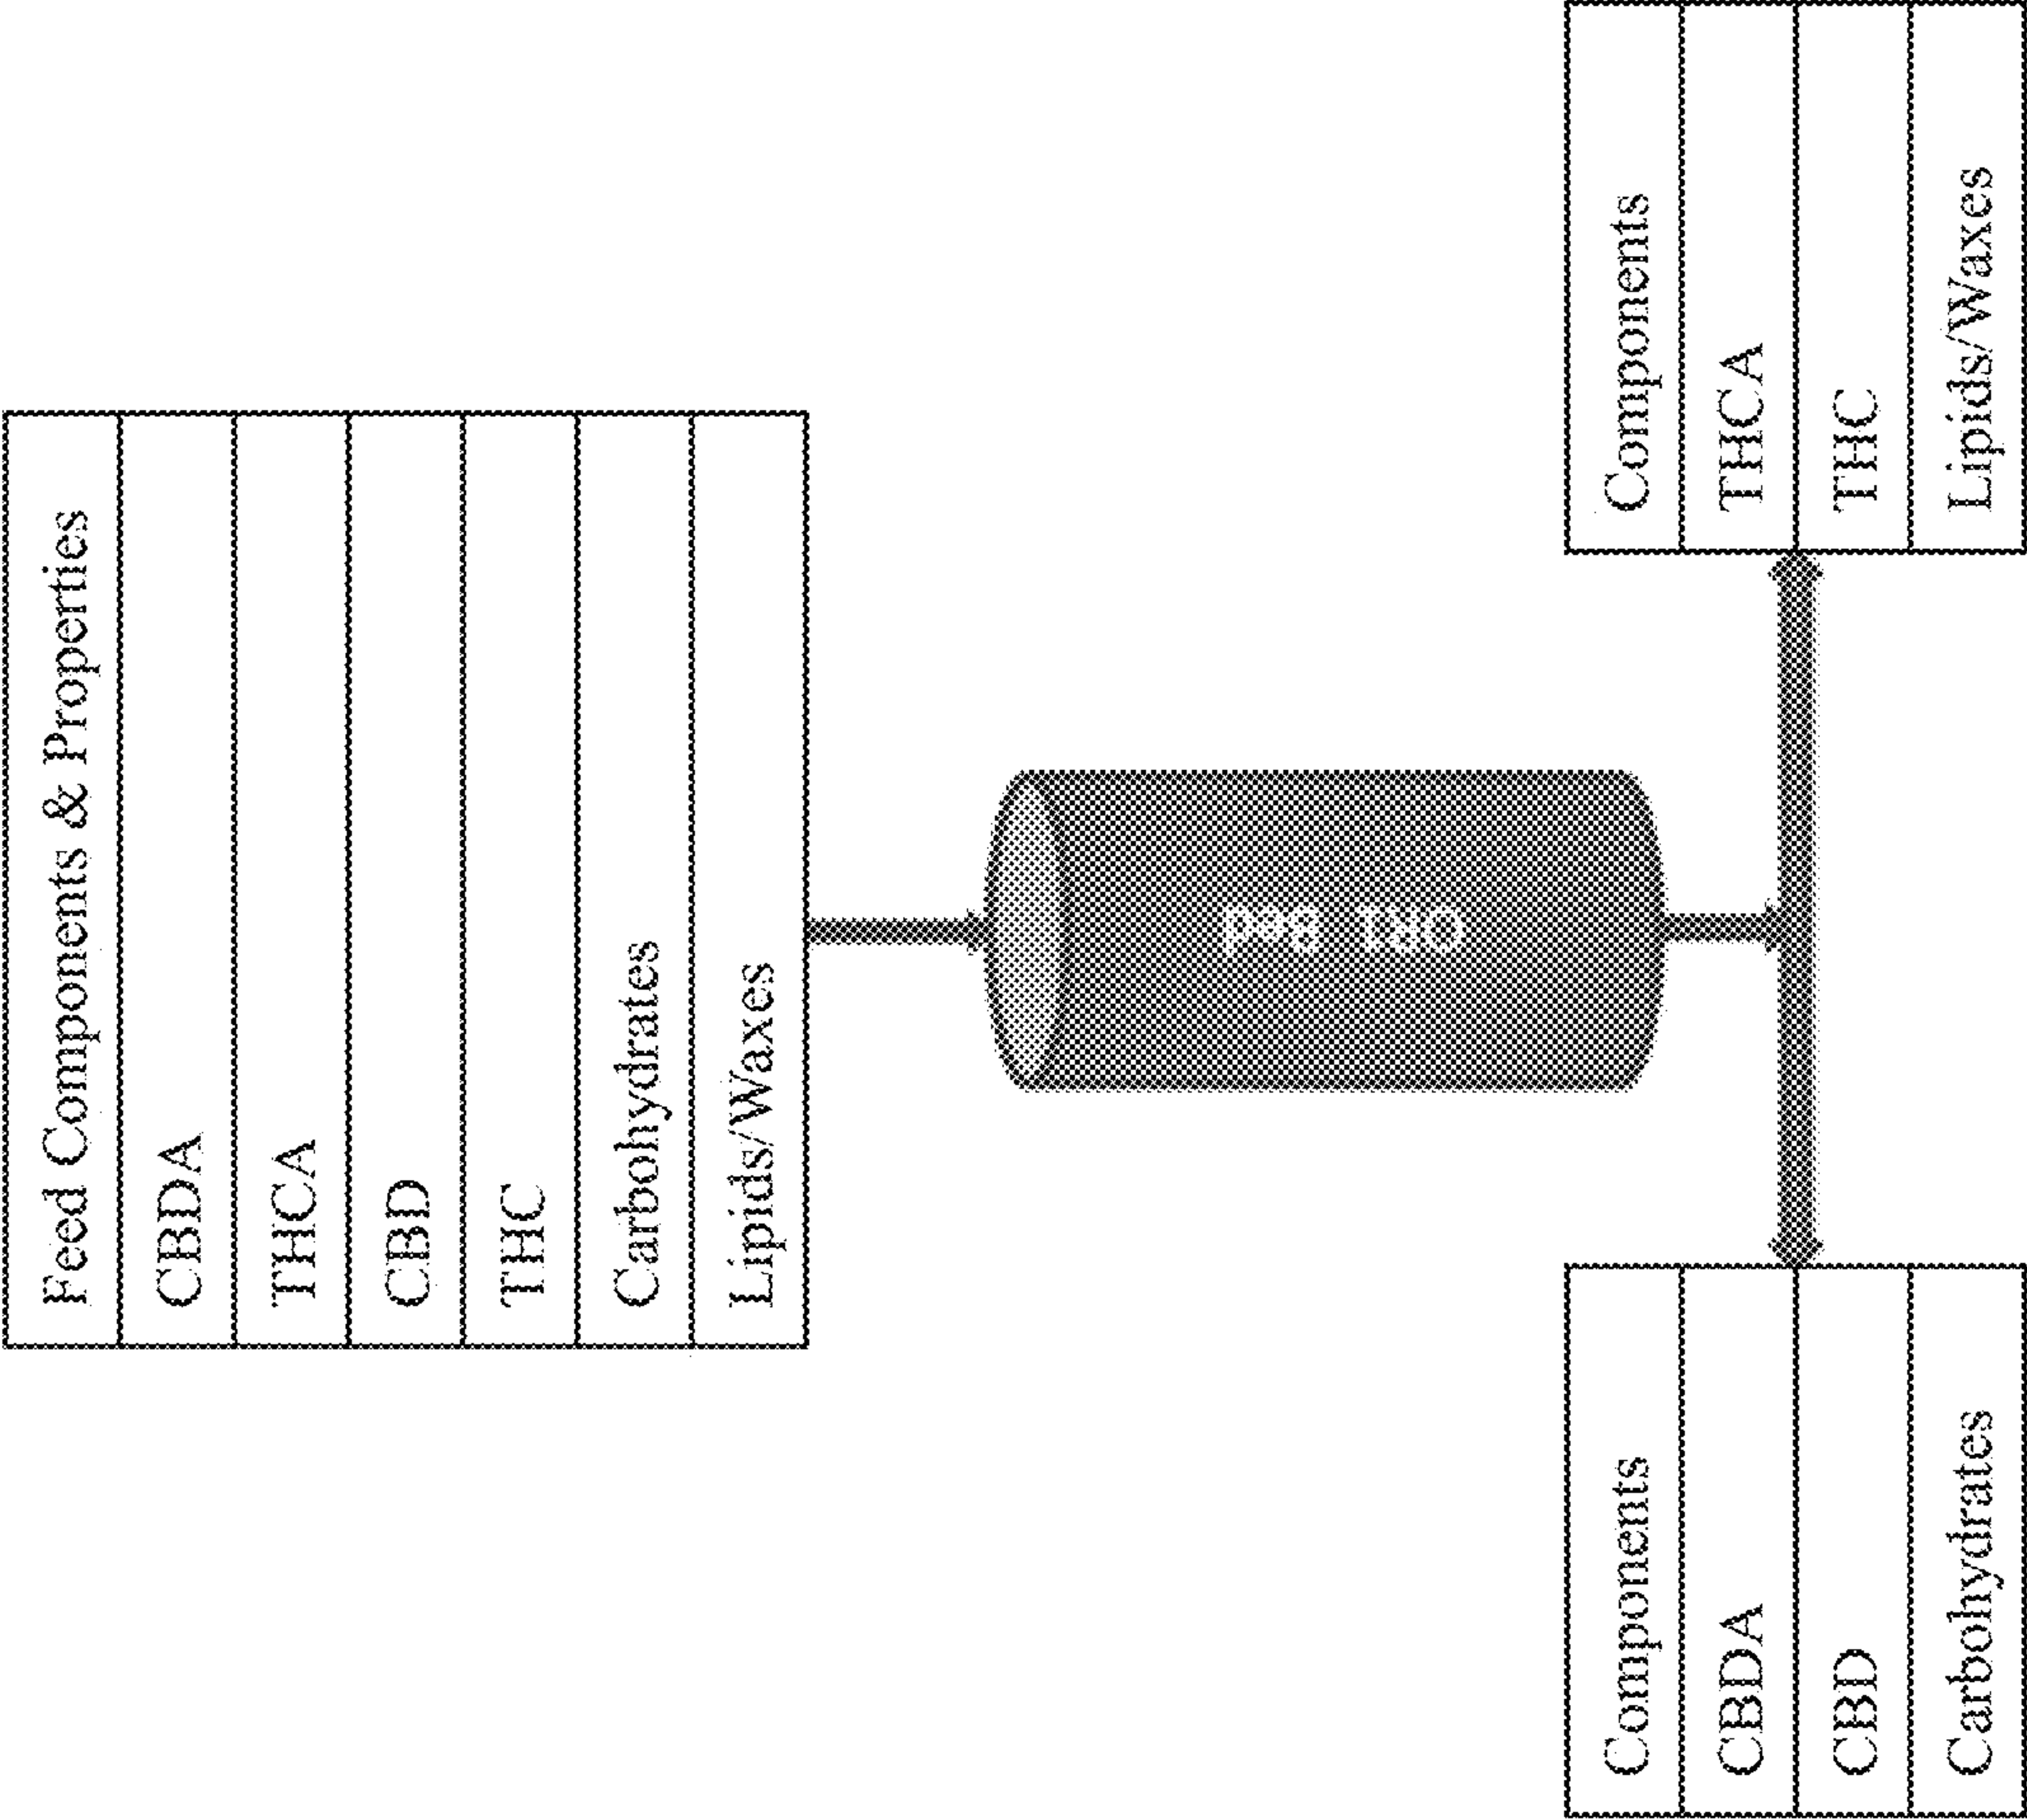 Feed Components & Properties
CBDA
THCA
CBD
THC
Carbohydrates
Lipids/Waxes
Bed
Components
CBDA
CBD
Carbohydrates
Components
THCA
THC
Lipids/Waxes